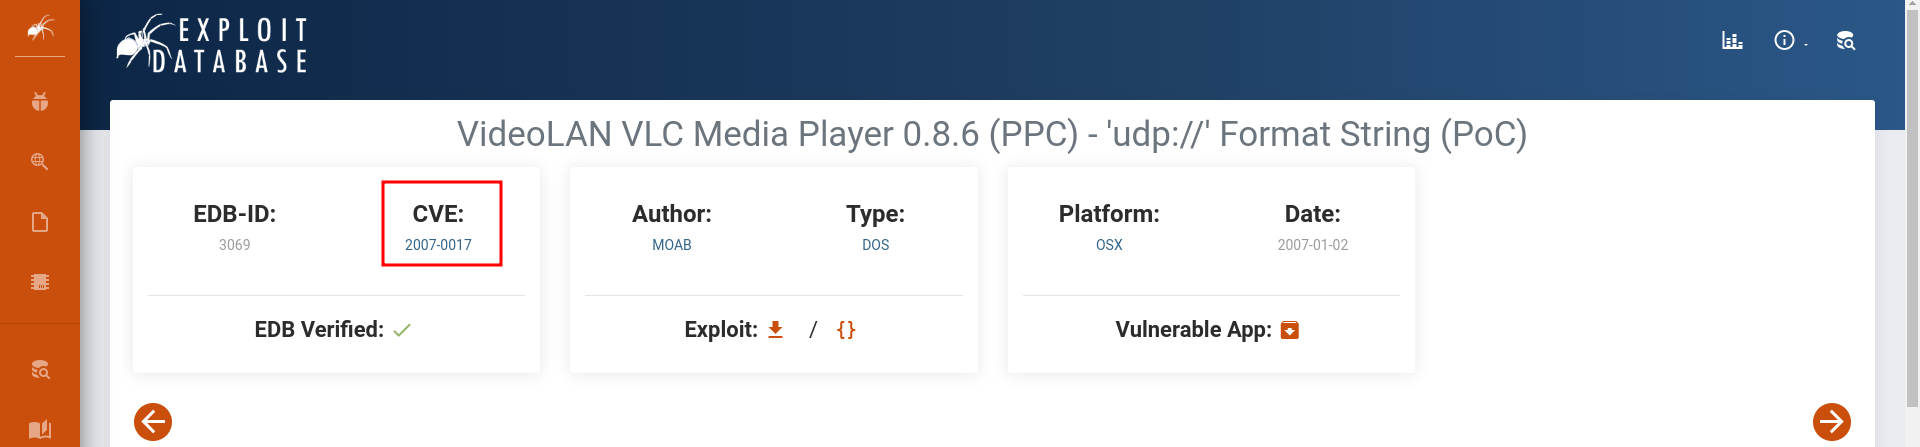 EXPLOIT
DATABASE
VideoLAN VLC Media Player 0.8.6 (PPC) - 'udp://' Format String (PoC)
EDB-ID:
3069
CVE:
2007-0017
EDB Verified:
Author:
MOAB
Type:
DOS
Exploit: / {}
Platform:
OSX
Date:
2007-01-02
Vulnerable App: